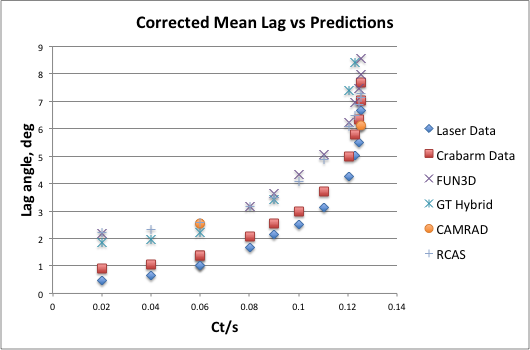 Corrected Mean Lag vs Predictions
9
8
7
6
5
4
3
2
1
0
Lag angle, deg
0 0.02 0.04 0.06 0.08 0.1 0.12 0.14
Ct/s
Laser Data
Crabarm Data
FUN3D
GT Hybrid
CAMRAD
RCAS